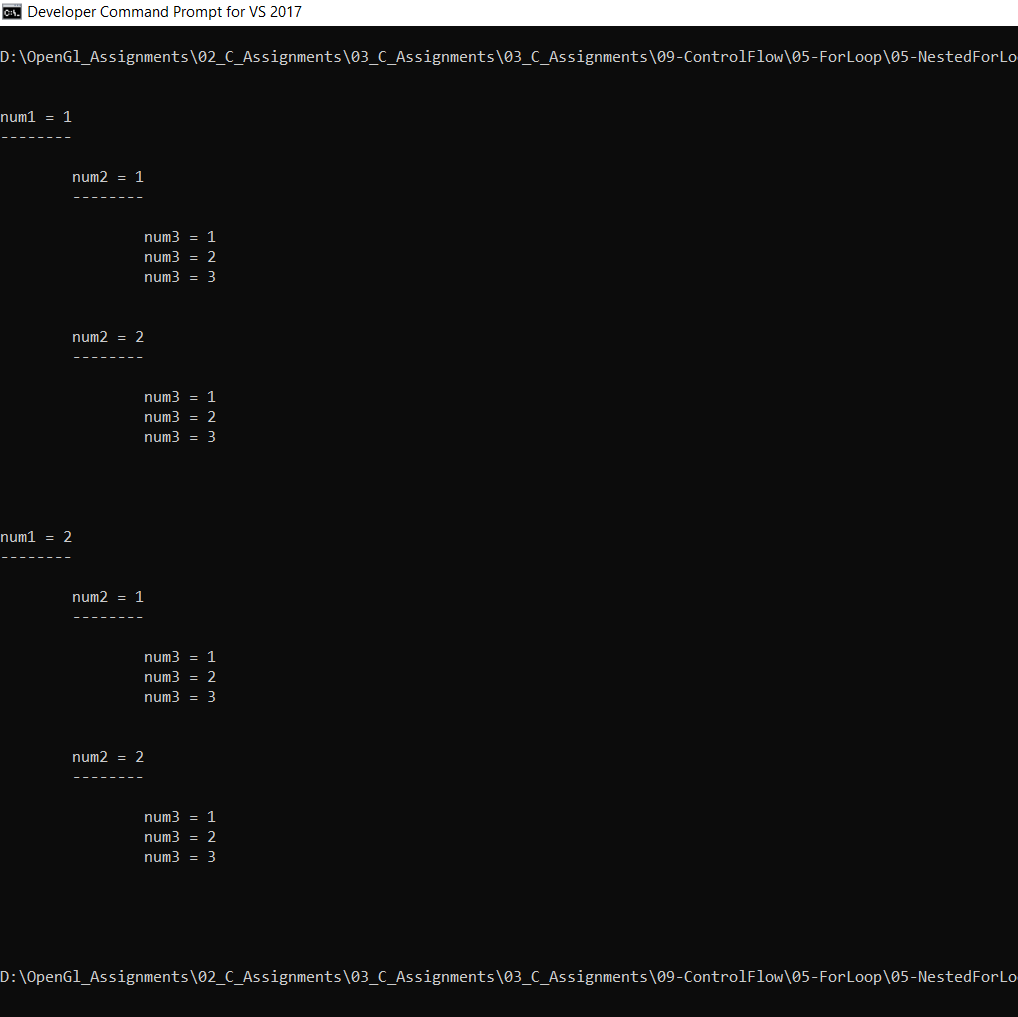 Developer Command Prompt for VS 2017
D:\OpenGl_Assignments\02_C_Assignments\03_C_Assignments\03_C_Assignments\09-ControlFlow\05-ForLoop\05-NestedForLo
num1 = 1
--------
num2 = 1
--------
num3 = 1
num3 = 2
num3 = 3
num2 = 2
--------
num3 = 1
num3 = 2
num3 = 3
num1 = 2
--------
num2 = 1
--------
num3 = 1
num3 = 2
num3 = 3
num2 = 2
--------
num3 = 1
num3 = 2
num3 = 3
D:\OpenGl_Assignments\02_C_Assignments\03_C_Assignments\03_C_Assignments\09-ControlFlow\05-ForLoop\05-NestedForLo